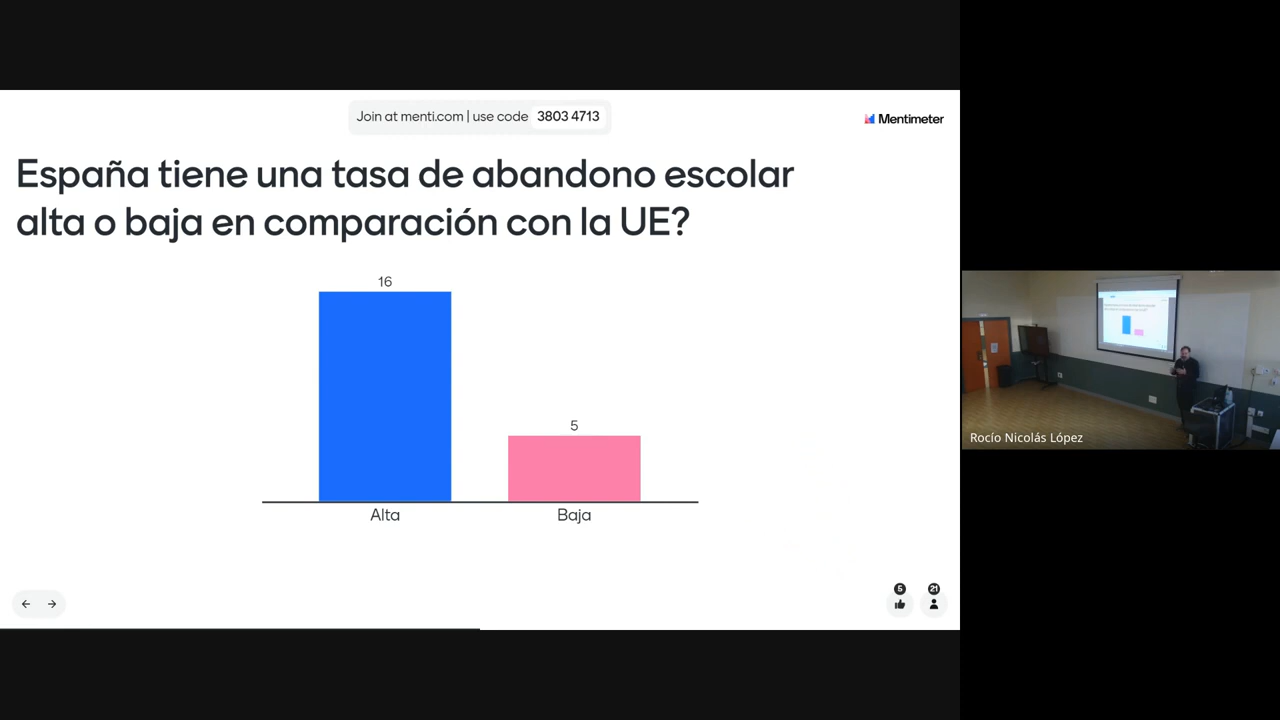 Join at menti.com | use code 3803 4713
Mentimeter
España tiene una tasa de abandono escolar
alta o baja en comparación con la UE?
16
5
Alta
Baja
5
21
Rocío Nicolás López